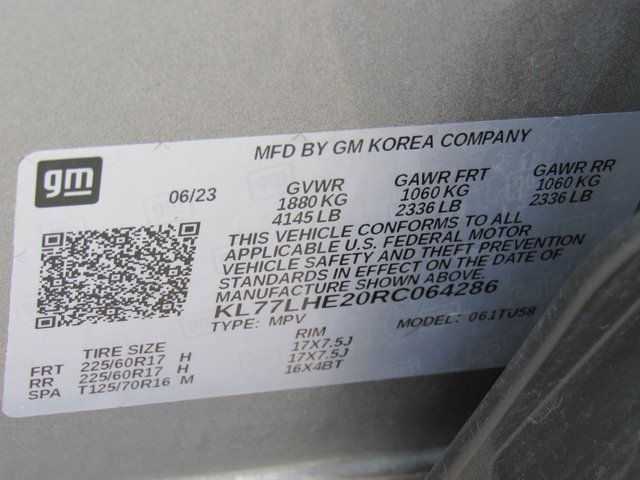 gm
MFD BY GM KOREA COMPANY
06/23 GVWR GAWR FRT GAWR RR
1880 KG 1060 KG 1060 KG
4145 LB 2336 LB 2336 LB
THIS VEHICLE CONFORMS TO ALL
APPLICABLE U.S. FEDERAL MOTOR
VEHICLE SAFETY AND THEFT PREVENTION
STANDARDS IN EFFECT ON THE DATE OF
MANUFACTURE SHOWN ABOVE.
KL77LHE20RC064286
TYPE: MPV MODEL: 061TU58
TIRE SIZE RIM
FRT 225/60R17 H 17X7.5J
RR 225/60R17 H 17X7.5J
SPA T125/70R16 M 16X4BT